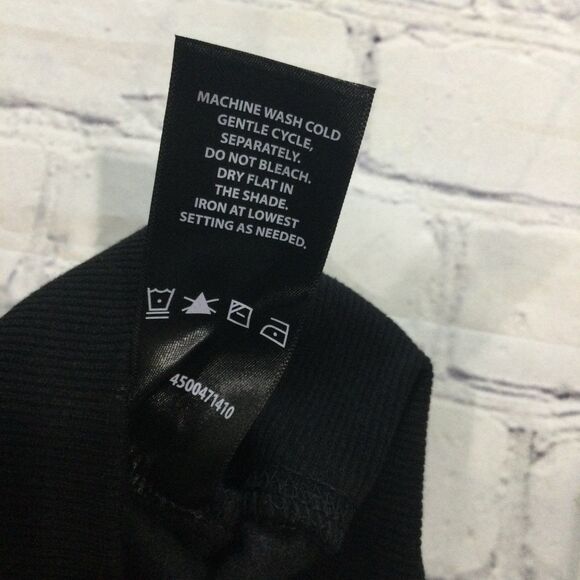 MACHINE WASH COLD
GENTLE CYCLE,
SEPARATELY.
DO NOT BLEACH.
DRY FLAT IN
THE SHADE.
IRON AT LOWEST
SETTING AS NEEDED.
4500471410